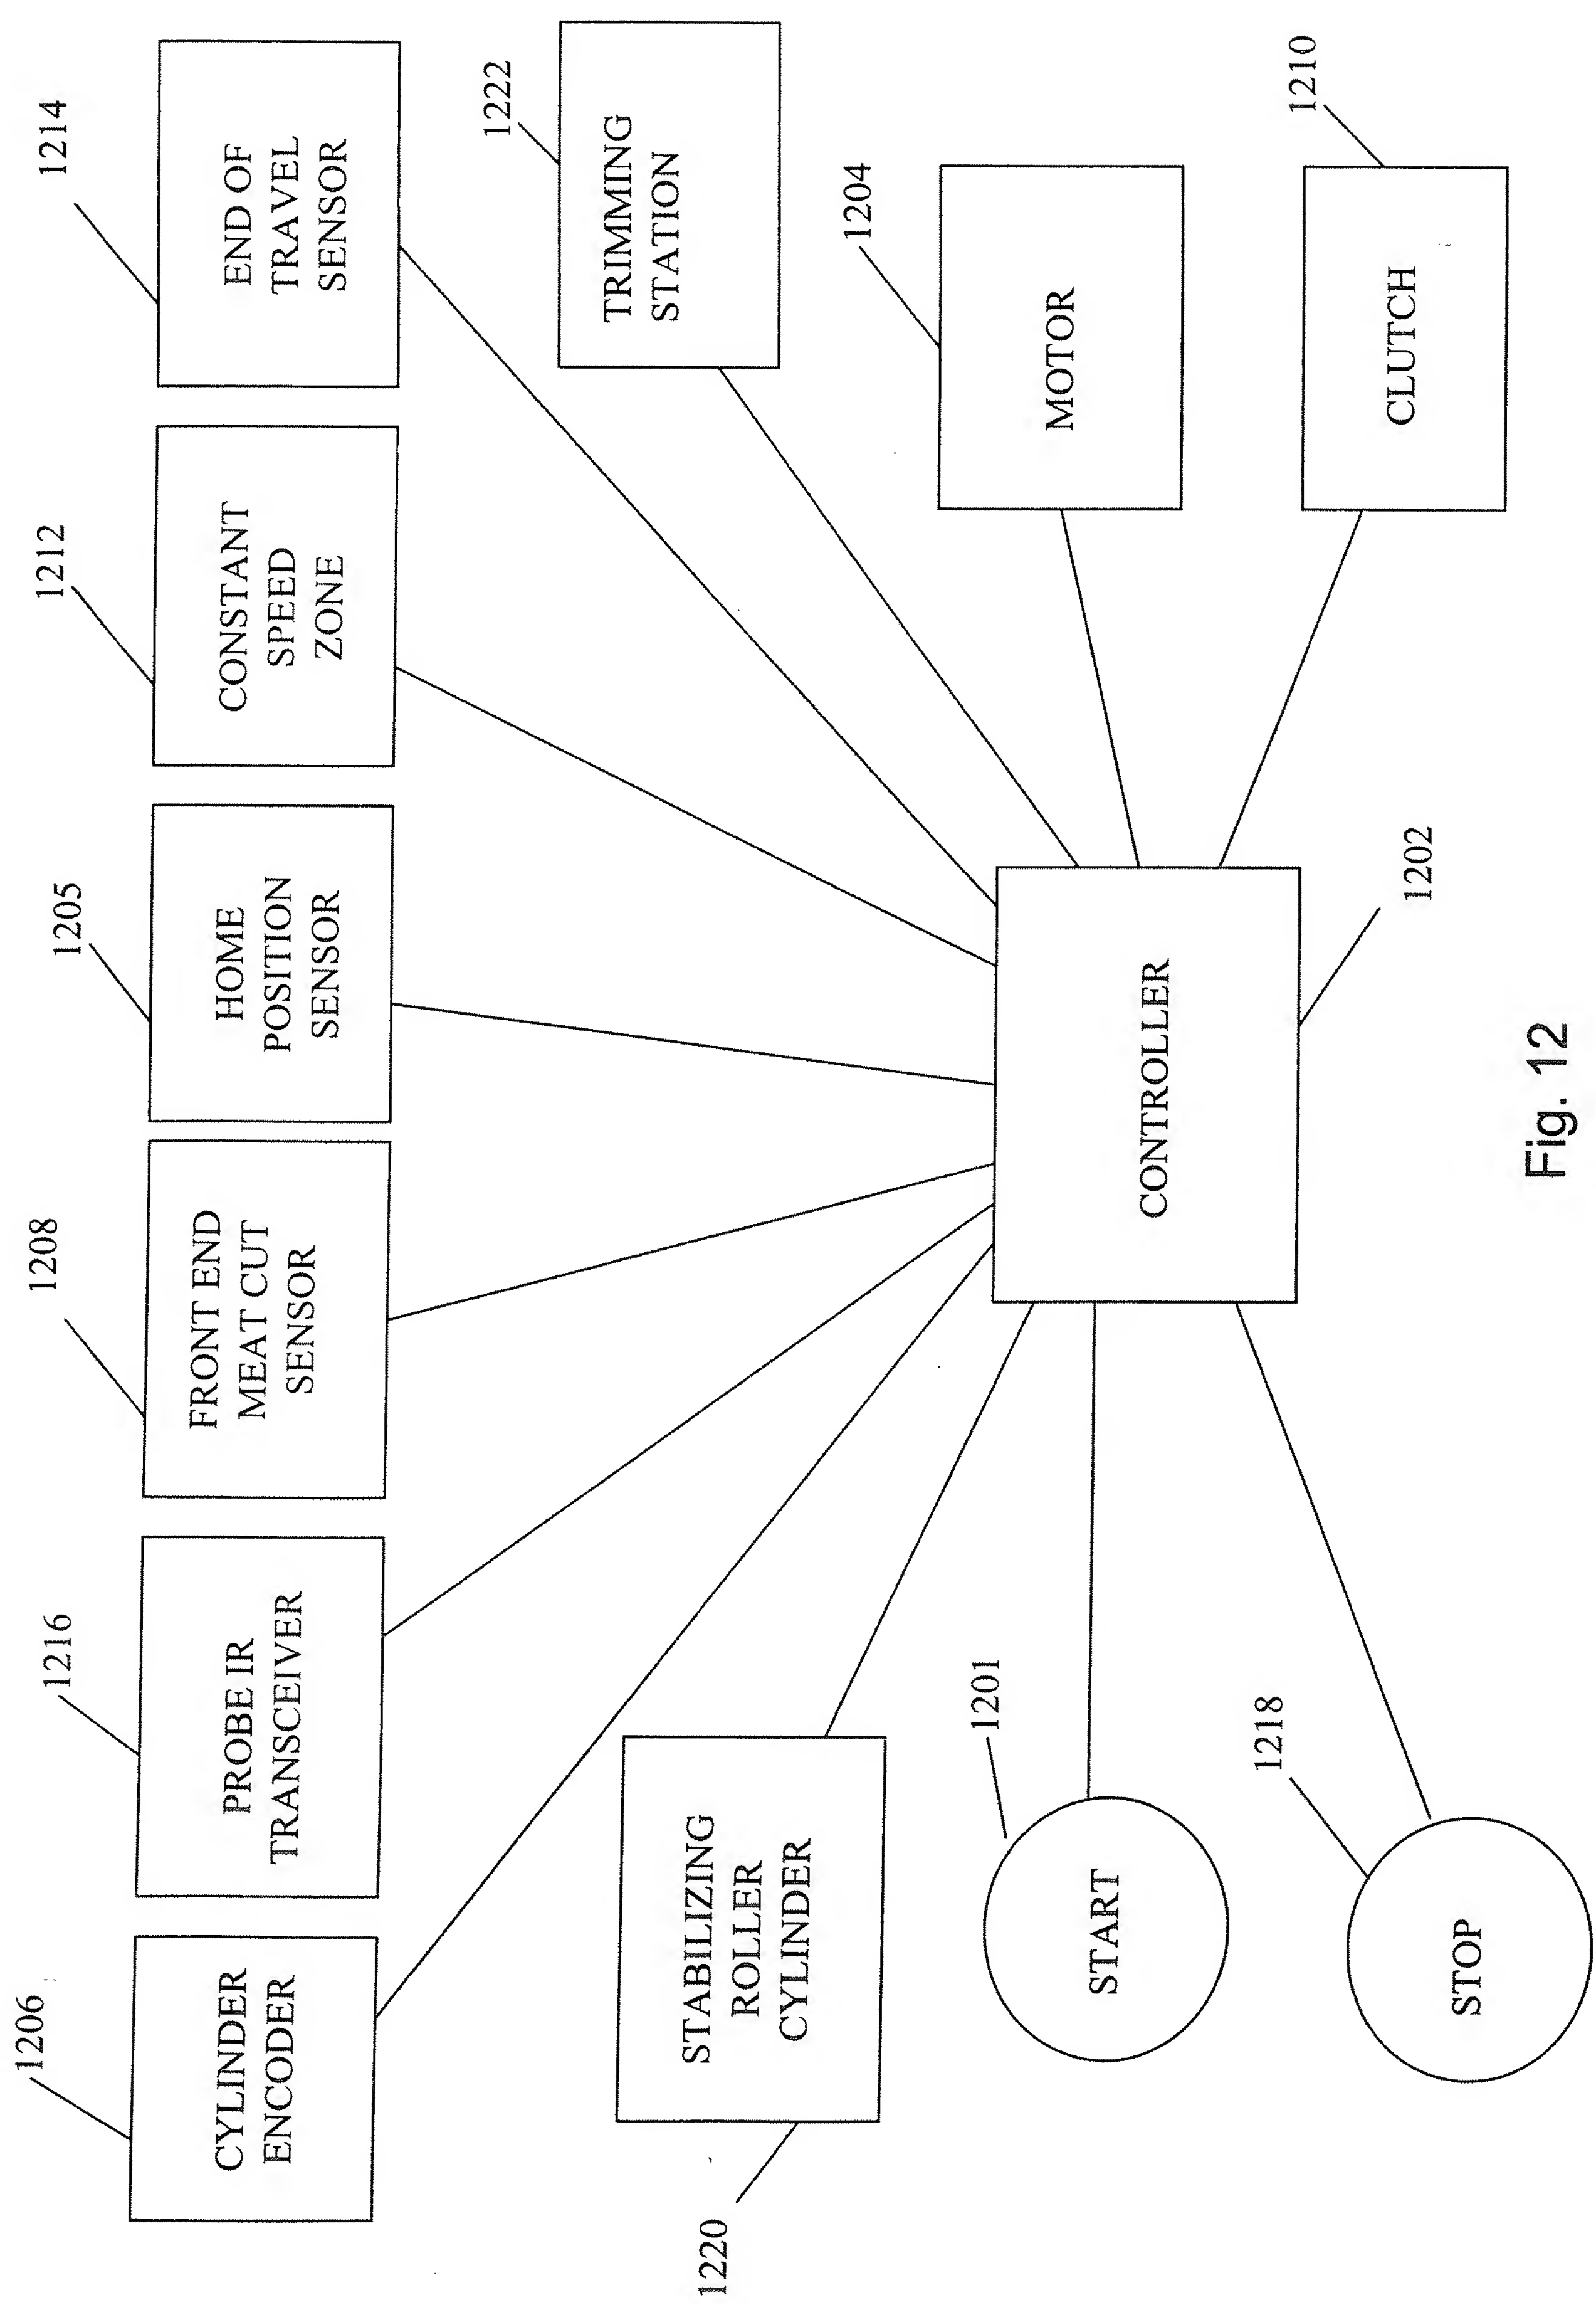 1206
CYLINDER
ENCODER
1216
PROBE IR
TRANSCEIVER
1208
FRONT END
MEAT CUT
SENSOR
1205
HOME
POSITION
SENSOR
1212
CONSTANT
SPEED
ZONE
1214
END OF
TRAVEL
SENSOR
1220
STABILIZING
ROLLER
CYLINDER
1222
TRIMMING
STATION
1201
START
1204
MOTOR
CONTROLLER
1202
1218
STOP
1210
CLUTCH
Fig. 12